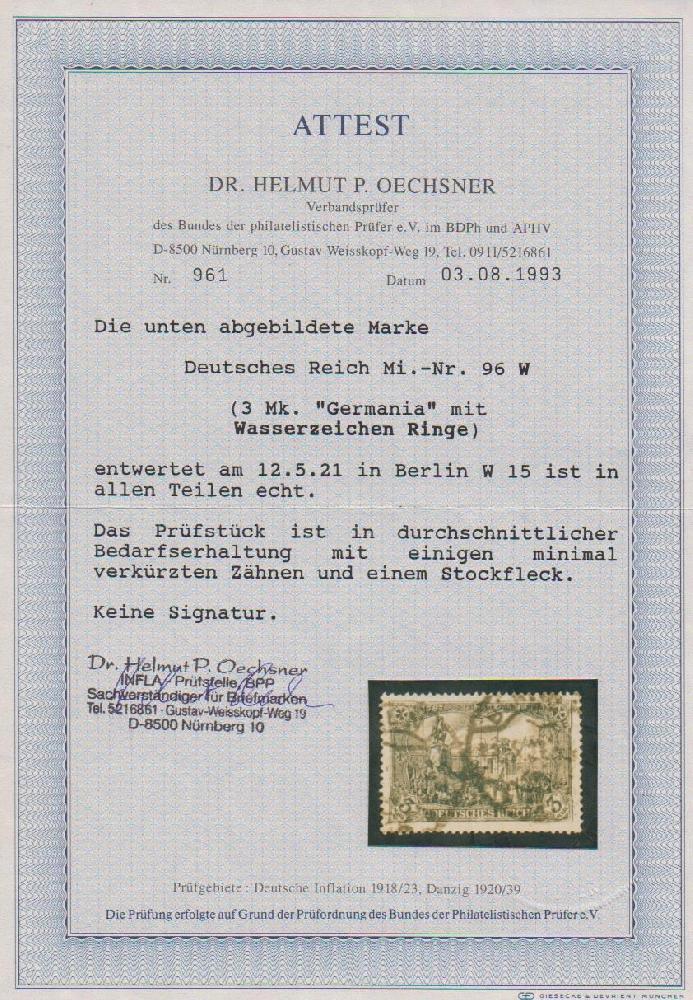 ATTEST
DR. HELMUT P. OECHSNER
Verbandsprüfer
des Bundes der philatelistischen Prüfer e.V. im BDPh und APHV
D-8500 Nürnberg 10, Gustav Weisskopf-Weg 19, Tel. 0911/5216861
Nr. 961 Datum 03.08.1993
Die unten abgebildete Marke
Deutsches Reich Mi.-Nr. 96 W
(3 Mk. "Germania" mit
Wasserzeichen Ringe)
entwertet am 12.5.21 in Berlin W 15 ist in
allen Teilen echt.
Das Prüfstück ist in durchschnittlicher
Bedarfserhaltung mit einigen minimal
verkürzten Zähnen und einem Stockfleck.
Keine Signatur.
Dr. Helmut P. Oechsner
INFLA-Prüfstelle, BPP
Sachverständiger für Briefmarken
Tel. 5216861 · Gustav-Weisskopf-Weg 19
D-8500 Nürnberg 10
DEUTSCHES REICH
Prüfgebiete: Deutsche Inflation 1918/23, Danzig 1920/39
Die Prüfung erfolgte auf Grund der Prüfordnung des Bundes der Philatelistischen Prüfer e.V.
GIESECKE & DEVRIENT MÜNCHEN